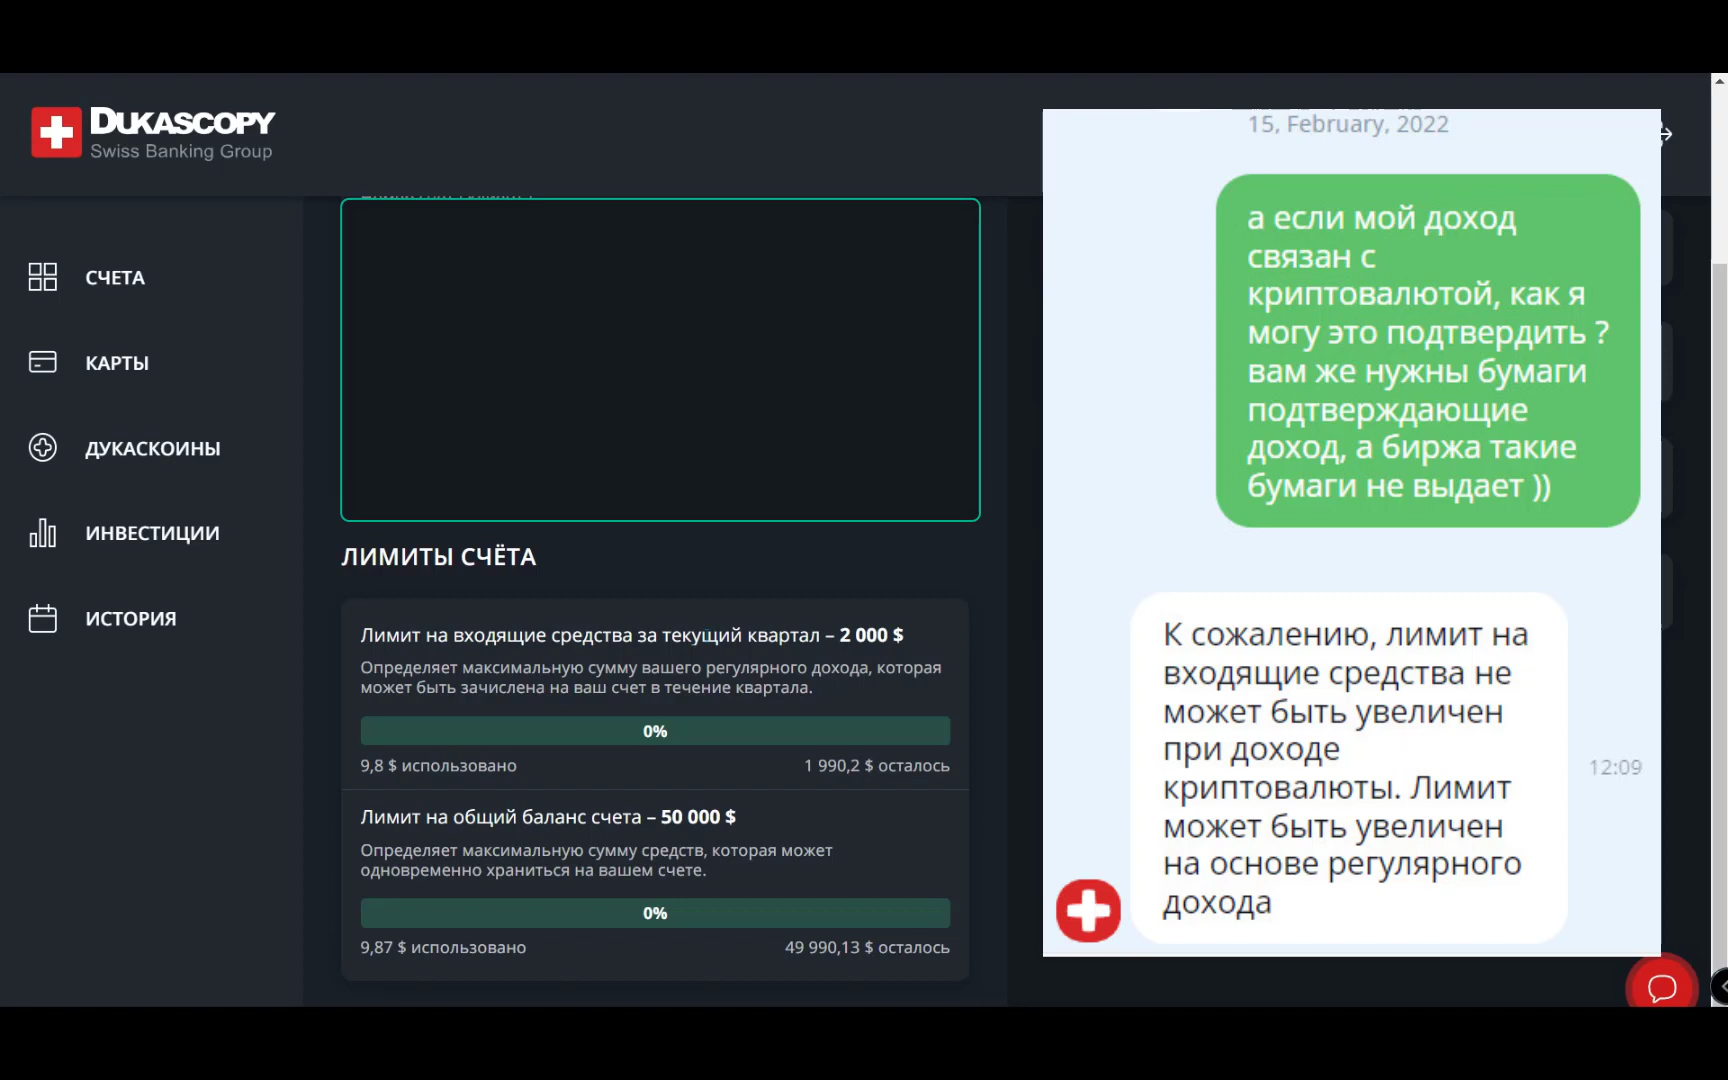 DUKASCOPY
Swiss Banking Group
СЧЕТА
КАРТЫ
ДУКАСКОИНЫ
ИНВЕСТИЦИИ
ИСТОРИЯ
ЛИМИТЫ СЧЁТА
Лимит на входящие средства за текущий квартал – 2 000 $
Определяет максимальную сумму вашего регулярного дохода, которая
может быть зачислена на ваш счет в течение квартала.
0%
9,8 $ использовано
1 990,2 $ осталось
Лимит на общий баланс счета – 50 000 $
Определяет максимальную сумму средств, которая может
одновременно храниться на вашем счете.
0%
9,87 $ использовано
49 990,13 $ осталось
15, February, 2022
а если мой доход
связан с
криптовалютой, как я
могу это подтвердить ?
вам же нужны бумаги
подтверждающие
доход, а биржа такие
бумаги не выдает ))
К сожалению, лимит на
входящие средства не
может быть увеличен
при доходе
криптовалюты. Лимит
может быть увеличен
на основе регулярного
дохода
12:09